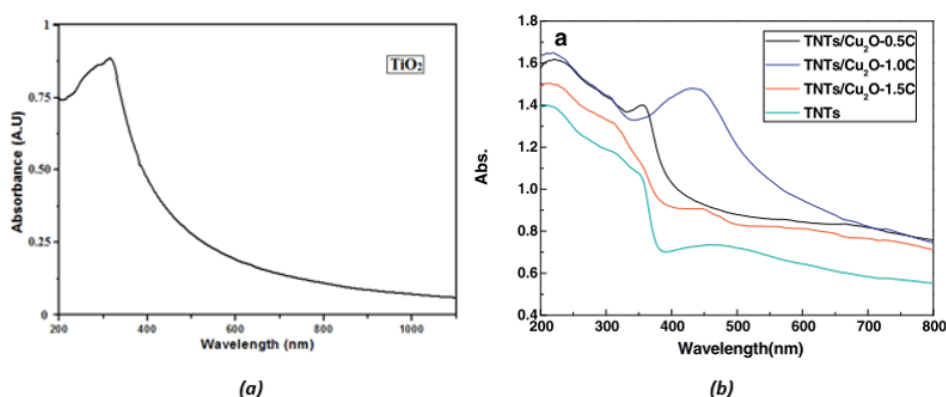 1
0.75
0.50
0.25
0
Absorbance (A.U)
TiO₂
200 400 600 800 1000
Wavelength (nm)
(a)
a
TNTs/Cu₂O-0.5C
TNTs/Cu₂O-1.0C
TNTs/Cu₂O-1.5C
TNTs
1.8
1.6
1.4
1.2
1.0
0.8
0.6
0.4
Abs.
200 300 400 500 600 700 800
Wavelength(nm)
(b)